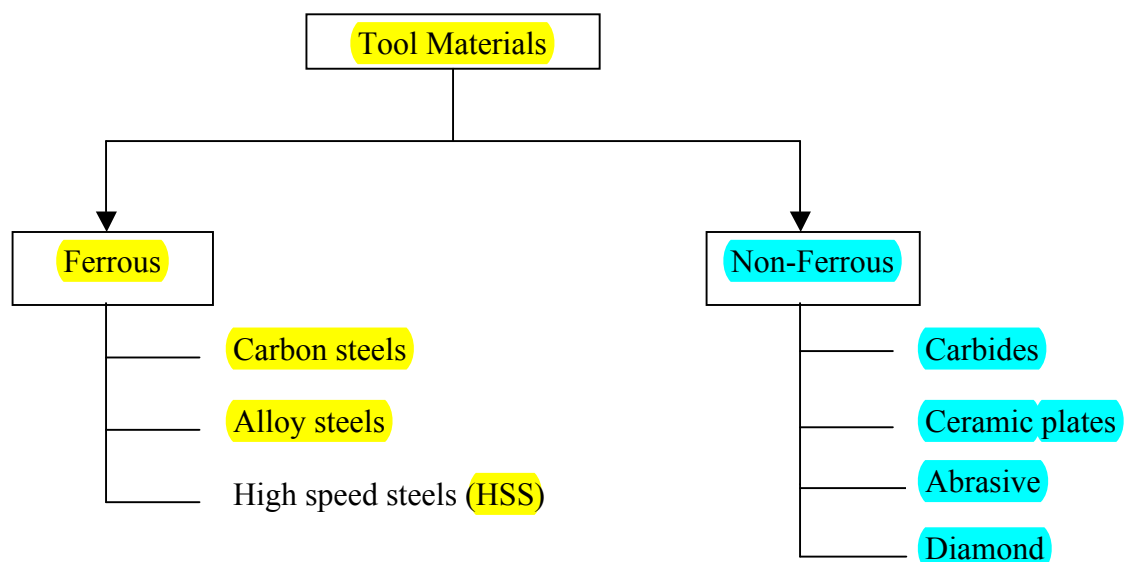 Tool Materials
Ferrous
Non-Ferrous
Carbon steels
Alloy steels
High speed steels (HSS)
Carbides
Ceramic plates
Abrasive
Diamond